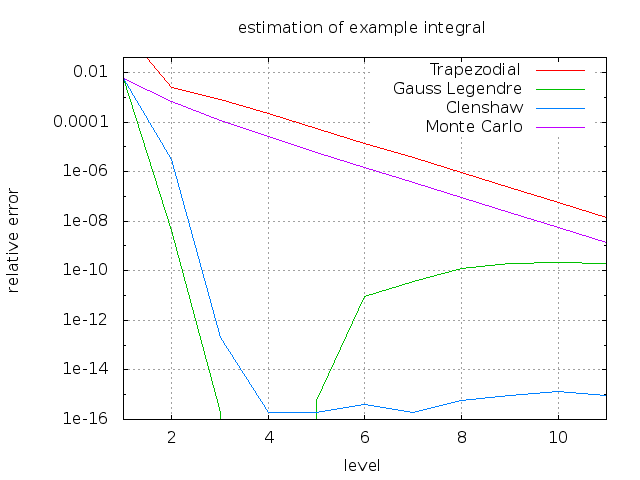 estimation of example integral
Trapezodial
Gauss Legendre
Clenshaw
Monte Carlo
0.01
0.0001
1e-06
1e-08
1e-10
1e-12
1e-14
1e-16
relative error
2 4 6 8 10
level